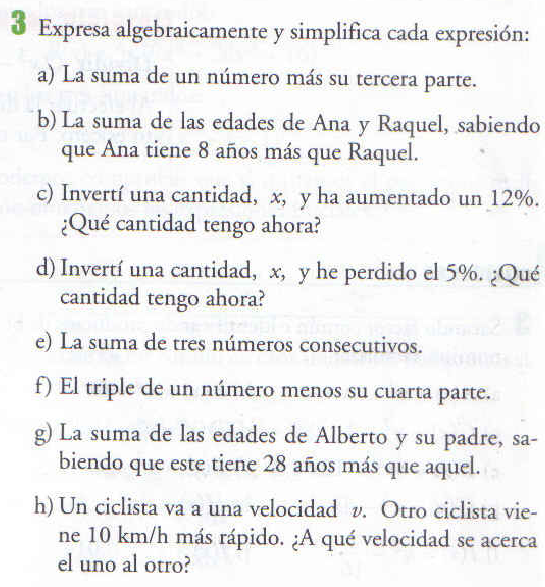 3 Expresa algebraicamente y simplifica cada expresión:
a) La suma de un número más su tercera parte.
b) La suma de las edades de Ana y Raquel, sabiendo
que Ana tiene 8 años más que Raquel.
c) Invertí una cantidad, x, y ha aumentado un 12%.
¿Qué cantidad tengo ahora?
d) Invertí una cantidad, x, y he perdido el 5%. ¿Qué
cantidad tengo ahora?
e) La suma de tres números consecutivos.
f) El triple de un número menos su cuarta parte.
g) La suma de las edades de Alberto y su padre, sa-
biendo que este tiene 28 años más que aquel.
h) Un ciclista va a una velocidad v. Otro ciclista vie-
ne 10 km/h más rápido. ¿A qué velocidad se acerca
el uno al otro?